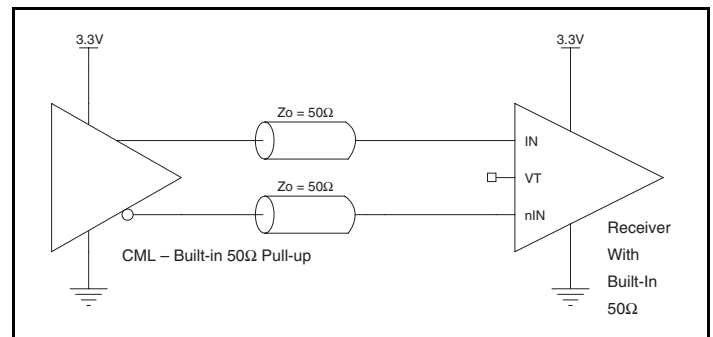 3.3V
3.3V
Zo = 50Ω
IN
VT
Zo = 50Ω
nIN
CML – Built-in 50Ω Pull-up
Receiver
With
Built-In
50Ω